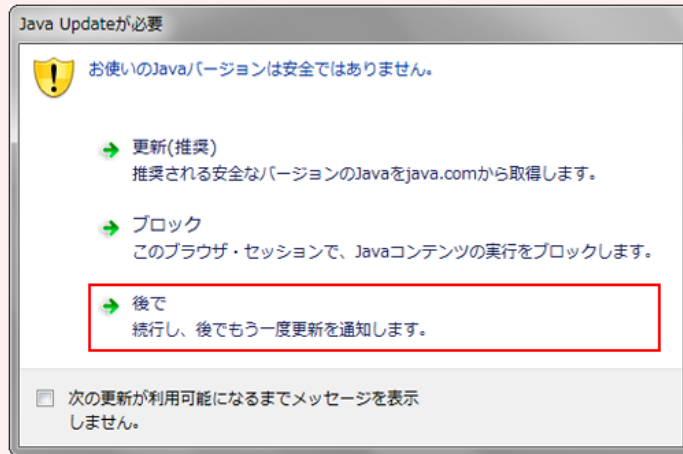 Java Updateが必要
お使いのJavaバージョンは安全ではありません。
更新(推奨)
推奨される安全なバージョンのJavaをjava.comから取得します。
ブロック
このブラウザ・セッションで、Javaコンテンツの実行をブロックします。
後で
続行し、後でもう一度更新を通知します。
次の更新が利用可能になるまでメッセージを表示
しません。